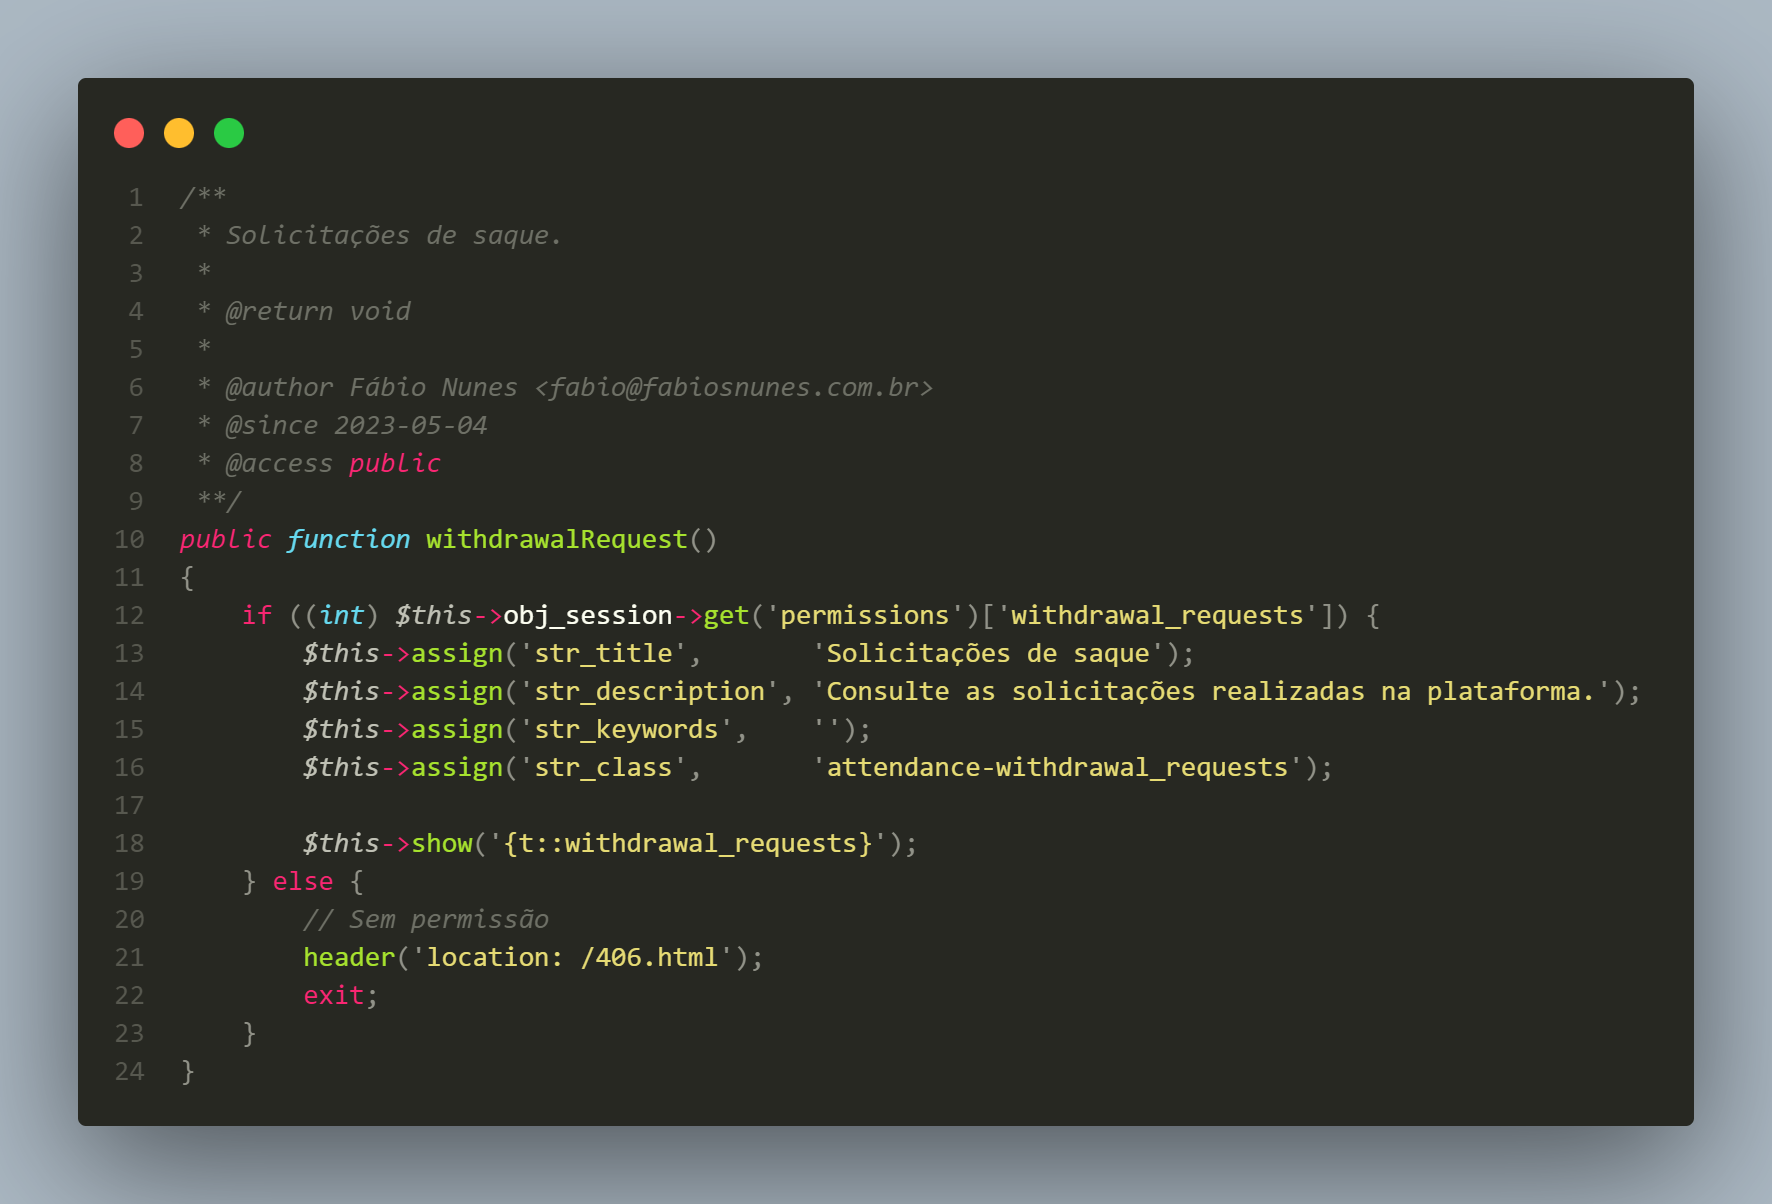 1 /**
2  * Solicitações de saque.
3  *
4  * @return void
5  *
6  * @author Fábio Nunes <fabio@fabiosnunes.com.br>
7  * @since 2023-05-04
8  * @access public
9  **/
10 public function withdrawalRequest()
11 {
12     if ((int) $this->obj_session->get('permissions')['withdrawal_requests']) {
13         $this->assign('str_title',       'Solicitações de saque');
14         $this->assign('str_description', 'Consulte as solicitações realizadas na plataforma.');
15         $this->assign('str_keywords',    '');
16         $this->assign('str_class',       'attendance-withdrawal_requests');
17
18         $this->show('{t::withdrawal_requests}');
19     } else {
20         // Sem permissão
21         header('location: /406.html');
22         exit;
23     }
24 }